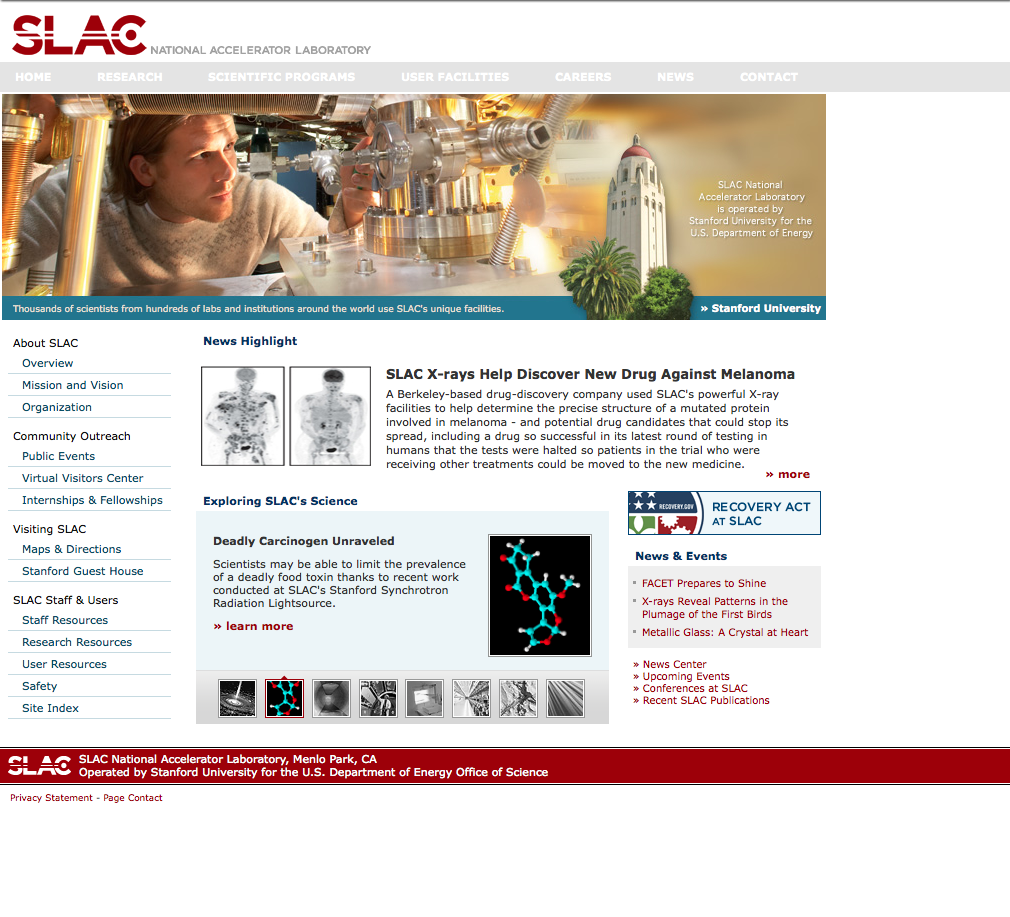 SLAC NATIONAL ACCELERATOR LABORATORY
HOME RESEARCH SCIENTIFIC PROGRAMS USER FACILITIES CAREERS NEWS CONTACT
SLAC National
Accelerator Laboratory
is operated by
Stanford University for the
U.S. Department of Energy
Thousands of scientists from hundreds of labs and institutions around the world use SLAC's unique facilities.
» Stanford University
About SLAC
Overview
Mission and Vision
Organization
Community Outreach
Public Events
Virtual Visitors Center
Internships & Fellowships
Visiting SLAC
Maps & Directions
Stanford Guest House
SLAC Staff & Users
Staff Resources
Research Resources
User Resources
Safety
Site Index
News Highlight
SLAC X-rays Help Discover New Drug Against Melanoma
A Berkeley-based drug-discovery company used SLAC's powerful X-ray
facilities to help determine the precise structure of a mutated protein
involved in melanoma - and potential drug candidates that could stop its
spread, including a drug so successful in its latest round of testing in
humans that the tests were halted so patients in the trial who were
receiving other treatments could be moved to the new medicine.
» more
Exploring SLAC's Science
Deadly Carcinogen Unraveled
Scientists may be able to limit the prevalence
of a deadly food toxin thanks to recent work
conducted at SLAC's Stanford Synchrotron
Radiation Lightsource.
» learn more
RECOVERY.GOV
RECOVERY ACT
AT SLAC
News & Events
FACET Prepares to Shine
X-rays Reveal Patterns in the
Plumage of the First Birds
Metallic Glass: A Crystal at Heart
» News Center
» Upcoming Events
» Conferences at SLAC
» Recent SLAC Publications
SLAC
SLAC National Accelerator Laboratory, Menlo Park, CA
Operated by Stanford University for the U.S. Department of Energy Office of Science
Privacy Statement - Page Contact